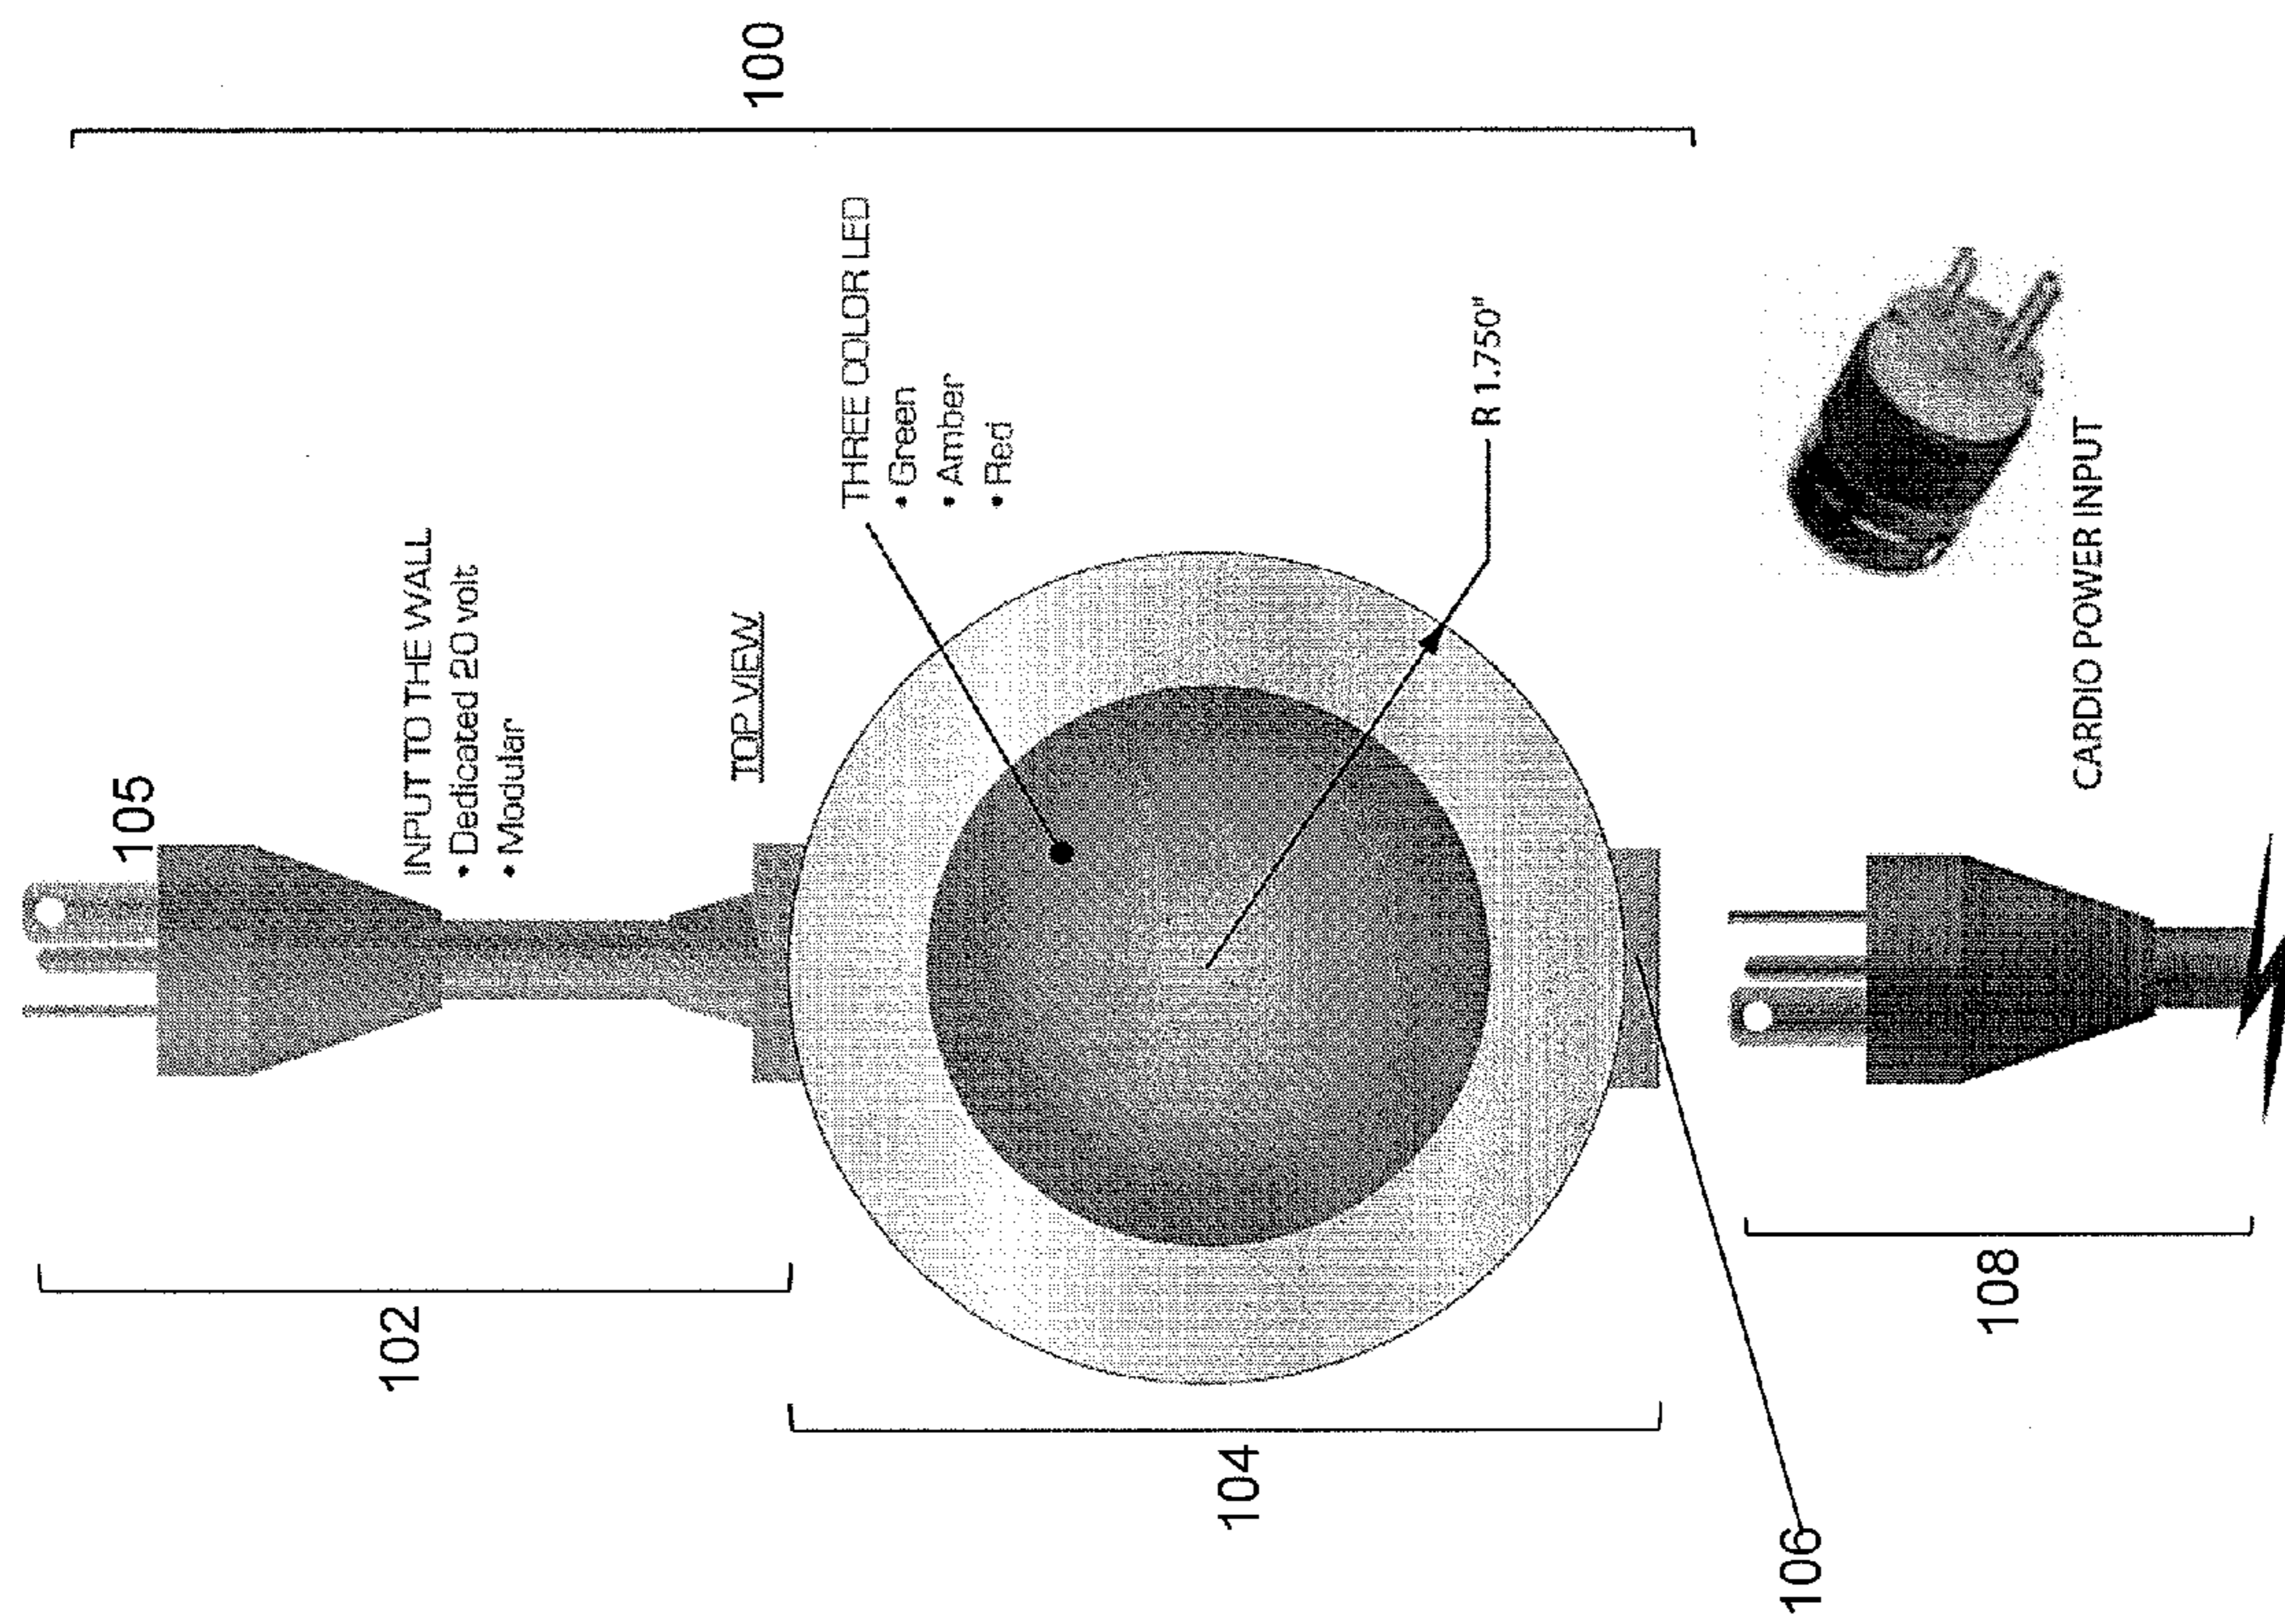 100
105
INPUT TO THE WALL
• Dedicated 20 volt
• Modular
TOP VIEW
THREE COLOR LED
• Green
• Amber
• Red
R 1.750"
CARDIO POWER INPUT
102
104
106
108